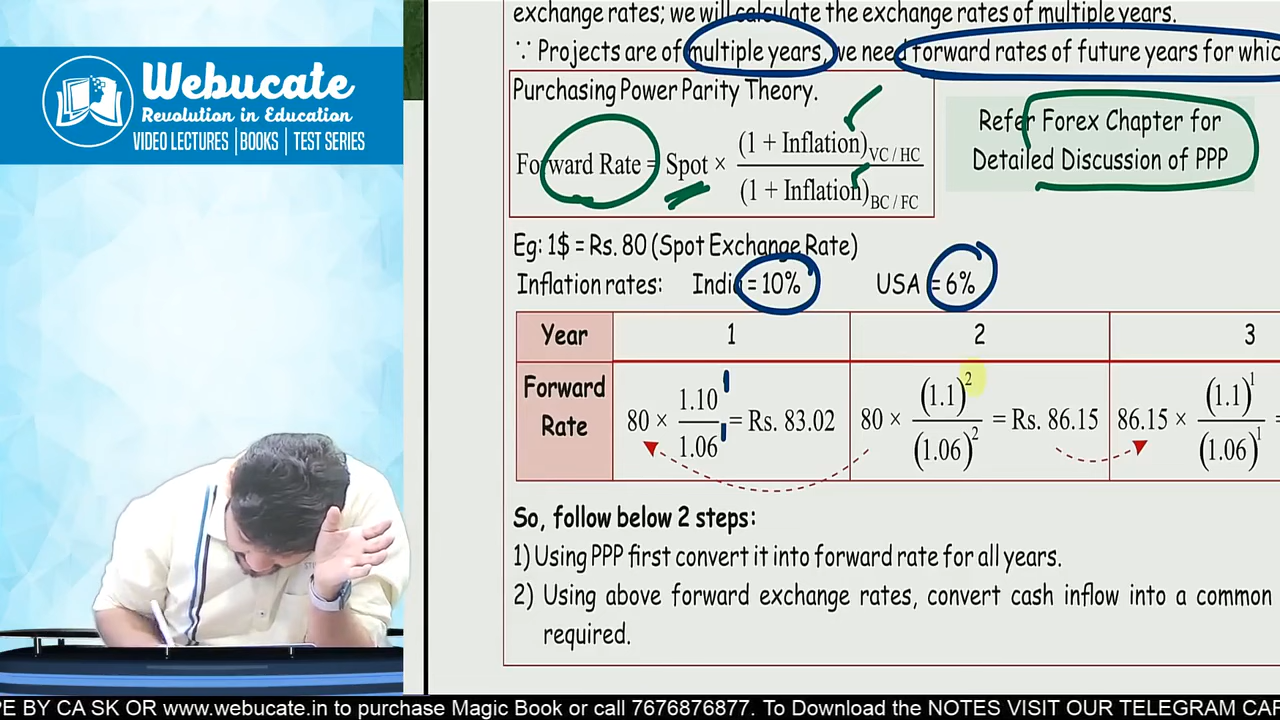 Webucate
Revolution in Education
VIDEO LECTURES | BOOKS | TEST SERIES
exchange rates; we will calculate the exchange rates of multiple years.
∵ Projects are of multiple years, we need forward rates of future years for whic
Purchasing Power Parity Theory.
Forward Rate = Spot × (1 + Inflation)VC / HC / (1 + Inflation)BC / FC
Refer Forex Chapter for
Detailed Discussion of PPP
Eg: 1$ = Rs. 80 (Spot Exchange Rate)
Inflation rates: India = 10% USA = 6%
Year 1 2 3
Forward Rate 80 × 1.10 / 1.06 = Rs. 83.02 80 × (1.1)² / (1.06)² = Rs. 86.15 86.15 × (1.1)¹ / (1.06)¹ =
So, follow below 2 steps:
1) Using PPP first convert it into forward rate for all years.
2) Using above forward exchange rates, convert cash inflow into a common
required.
PE BY CA SK OR www.webucate.in to purchase Magic Book or call 7676876877. To Download the NOTES VISIT OUR TELEGRAM CAF